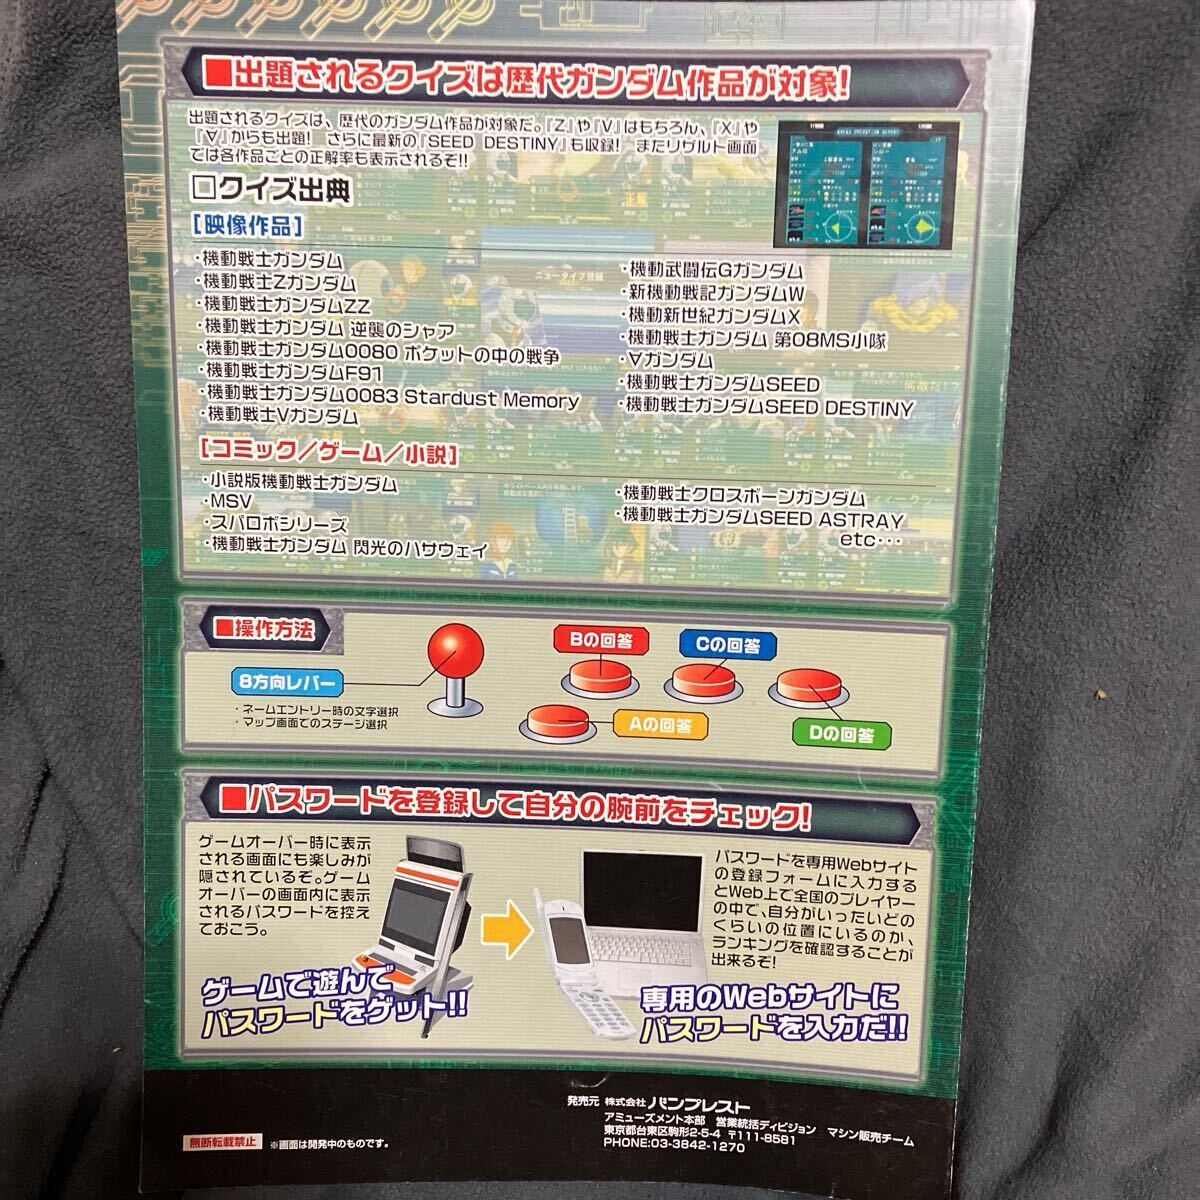 ■出題されるクイズは歴代ガンダム作品が対象!
出題されるクイズは、歴代のガンダム作品が対象だ。『Z』や『V』はもちろん、『X』や
『∀』からも出題! さらに最新の『SEED DESTINY』も収録! またリザルト画面
では各作品ごとの正解率も表示されるぞ!!
□クイズ出典
[映像作品]
・機動戦士ガンダム
・機動戦士Zガンダム
・機動戦士ガンダムZZ
・機動戦士ガンダム 逆襲のシャア
・機動戦士ガンダム0080 ポケットの中の戦争
・機動戦士ガンダムF91
・機動戦士ガンダム0083 Stardust Memory
・機動戦士Vガンダム
・機動武闘伝Gガンダム
・新機動戦記ガンダムW
・機動新世紀ガンダムX
・機動戦士ガンダム 第08MS小隊
・∀ガンダム
・機動戦士ガンダムSEED
・機動戦士ガンダムSEED DESTINY
[コミック/ゲーム/小説]
・小説版機動戦士ガンダム
・MSV
・スパロボシリーズ
・機動戦士ガンダム 閃光のハサウェイ
・機動戦士クロスボーンガンダム
・機動戦士ガンダムSEED ASTRAY
etc…
■操作方法
8方向レバー
・ネームエントリー時の文字選択
・マップ画面でのステージ選択
Bの回答
Cの回答
Aの回答
Dの回答
■パスワードを登録して自分の腕前をチェック!
ゲームオーバー時に表示
される画面にも楽しみが
隠されているぞ。ゲーム
オーバーの画面内に表示
されるパスワードを控え
ておこう。
ゲームで遊んで
パスワードをゲット!!
パスワードを専用Webサイト
の登録フォームに入力する
とWeb上で全国のプレイヤー
の中で、自分がいったいどの
くらいの位置にいるのか、
ランキングを確認することが
出来るぞ!
専用のWebサイトに
パスワードを入力だ!!
発売元 株式会社 バンプレスト
アミューズメント本部 営業統括ディビジョン マシン販売チーム
東京都台東区駒形2-5-4 〒111-8581
PHONE:03-3842-1270
無断転載禁止 ※画面は開発中のものです。